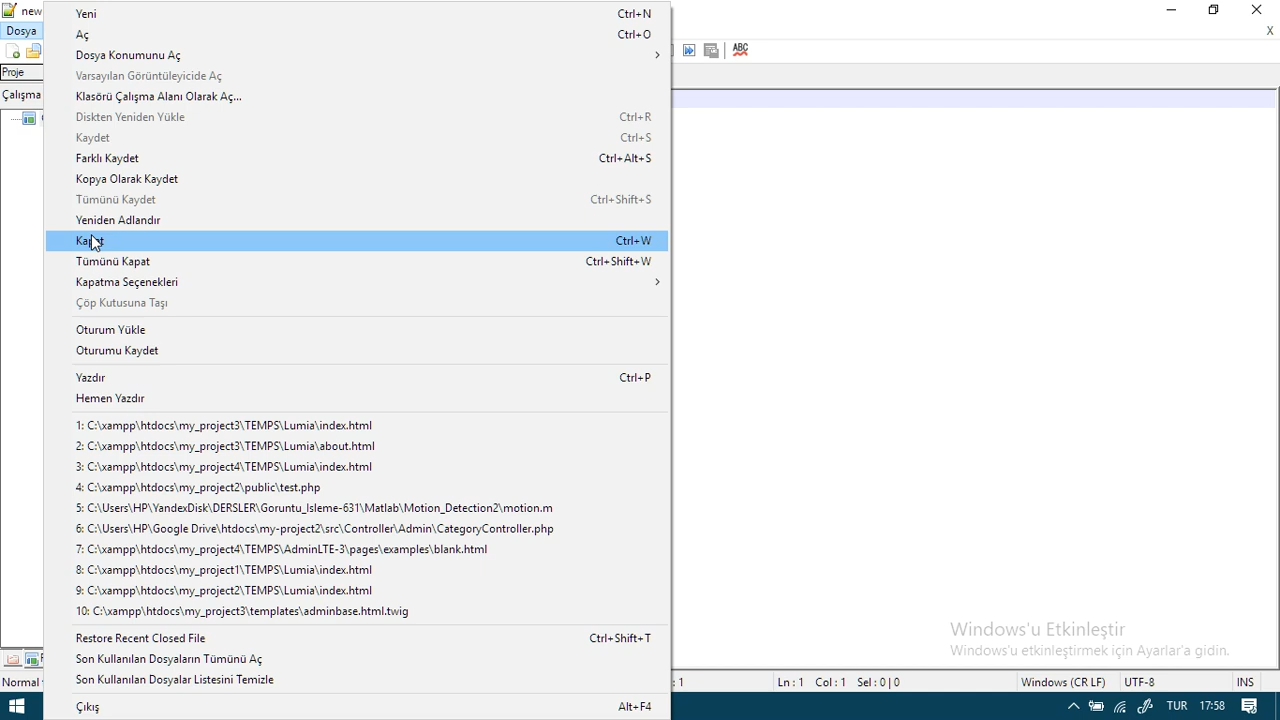 new
Dosya
Proje
Çalışma
Yeni Ctrl+N
Aç Ctrl+O
Dosya Konumunu Aç
Varsayılan Görüntüleyicide Aç
Klasörü Çalışma Alanı Olarak Aç...
Diskten Yeniden Yükle Ctrl+R
Kaydet Ctrl+S
Farklı Kaydet Ctrl+Alt+S
Kopya Olarak Kaydet
Tümünü Kaydet Ctrl+Shift+S
Yeniden Adlandır
Kapat Ctrl+W
Tümünü Kapat Ctrl+Shift+W
Kapatma Seçenekleri
Çöp Kutusuna Taşı
Oturum Yükle
Oturumu Kaydet
Yazdır Ctrl+P
Hemen Yazdır
1: C:\xampp\htdocs\my_project3\TEMPS\Lumia\index.html
2: C:\xampp\htdocs\my_project3\TEMPS\Lumia\about.html
3: C:\xampp\htdocs\my_project4\TEMPS\Lumia\index.html
4: C:\xampp\htdocs\my_project2\public\test.php
5: C:\Users\HP\YandexDisk\DERSLER\Goruntu_Isleme-631\Matlab\Motion_Detection2\motion.m
6: C:\Users\HP\Google Drive\htdocs\my-project2\src\Controller\Admin\CategoryController.php
7: C:\xampp\htdocs\my_project4\TEMPS\AdminLTE-3\pages\examples\blank.html
8: C:\xampp\htdocs\my_project1\TEMPS\Lumia\index.html
9: C:\xampp\htdocs\my_project2\TEMPS\Lumia\index.html
10: C:\xampp\htdocs\my_project3\templates\adminbase.html.twig
Restore Recent Closed File Ctrl+Shift+T
Son Kullanılan Dosyaların Tümünü Aç
Son Kullanılan Dosyalar Listesini Temizle
Çıkış Alt+F4
ABC
X
Windows'u Etkinleştir
Windows'u etkinleştirmek için Ayarlar'a gidin.
Normal : 1 Ln : 1 Col : 1 Sel : 0 | 0 Windows (CR LF) UTF-8 INS
TUR 17:58